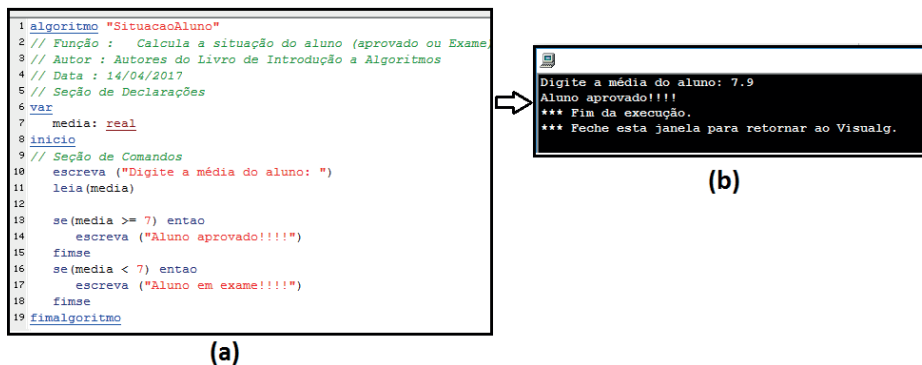 1 algoritmo "SituacaoAluno"
2 // Função : Calcula a situação do aluno (aprovado ou Exame)
3 // Autor : Autores do Livro de Introdução a Algoritmos
4 // Data : 14/04/2017
5 // Seção de Declarações
6 var
7 media: real
8 inicio
9 // Seção de Comandos
10 escreva ("Digite a média do aluno: ")
11 leia(media)
12
13 se(media >= 7) entao
14 escreva ("Aluno aprovado!!!!")
15 fimse
16 se(media < 7) entao
17 escreva ("Aluno em exame!!!!")
18 fimse
19 fimalgoritmo
(a)
Digite a média do aluno: 7.9
Aluno aprovado!!!!
*** Fim da execução.
*** Feche esta janela para retornar ao Visualg.
(b)